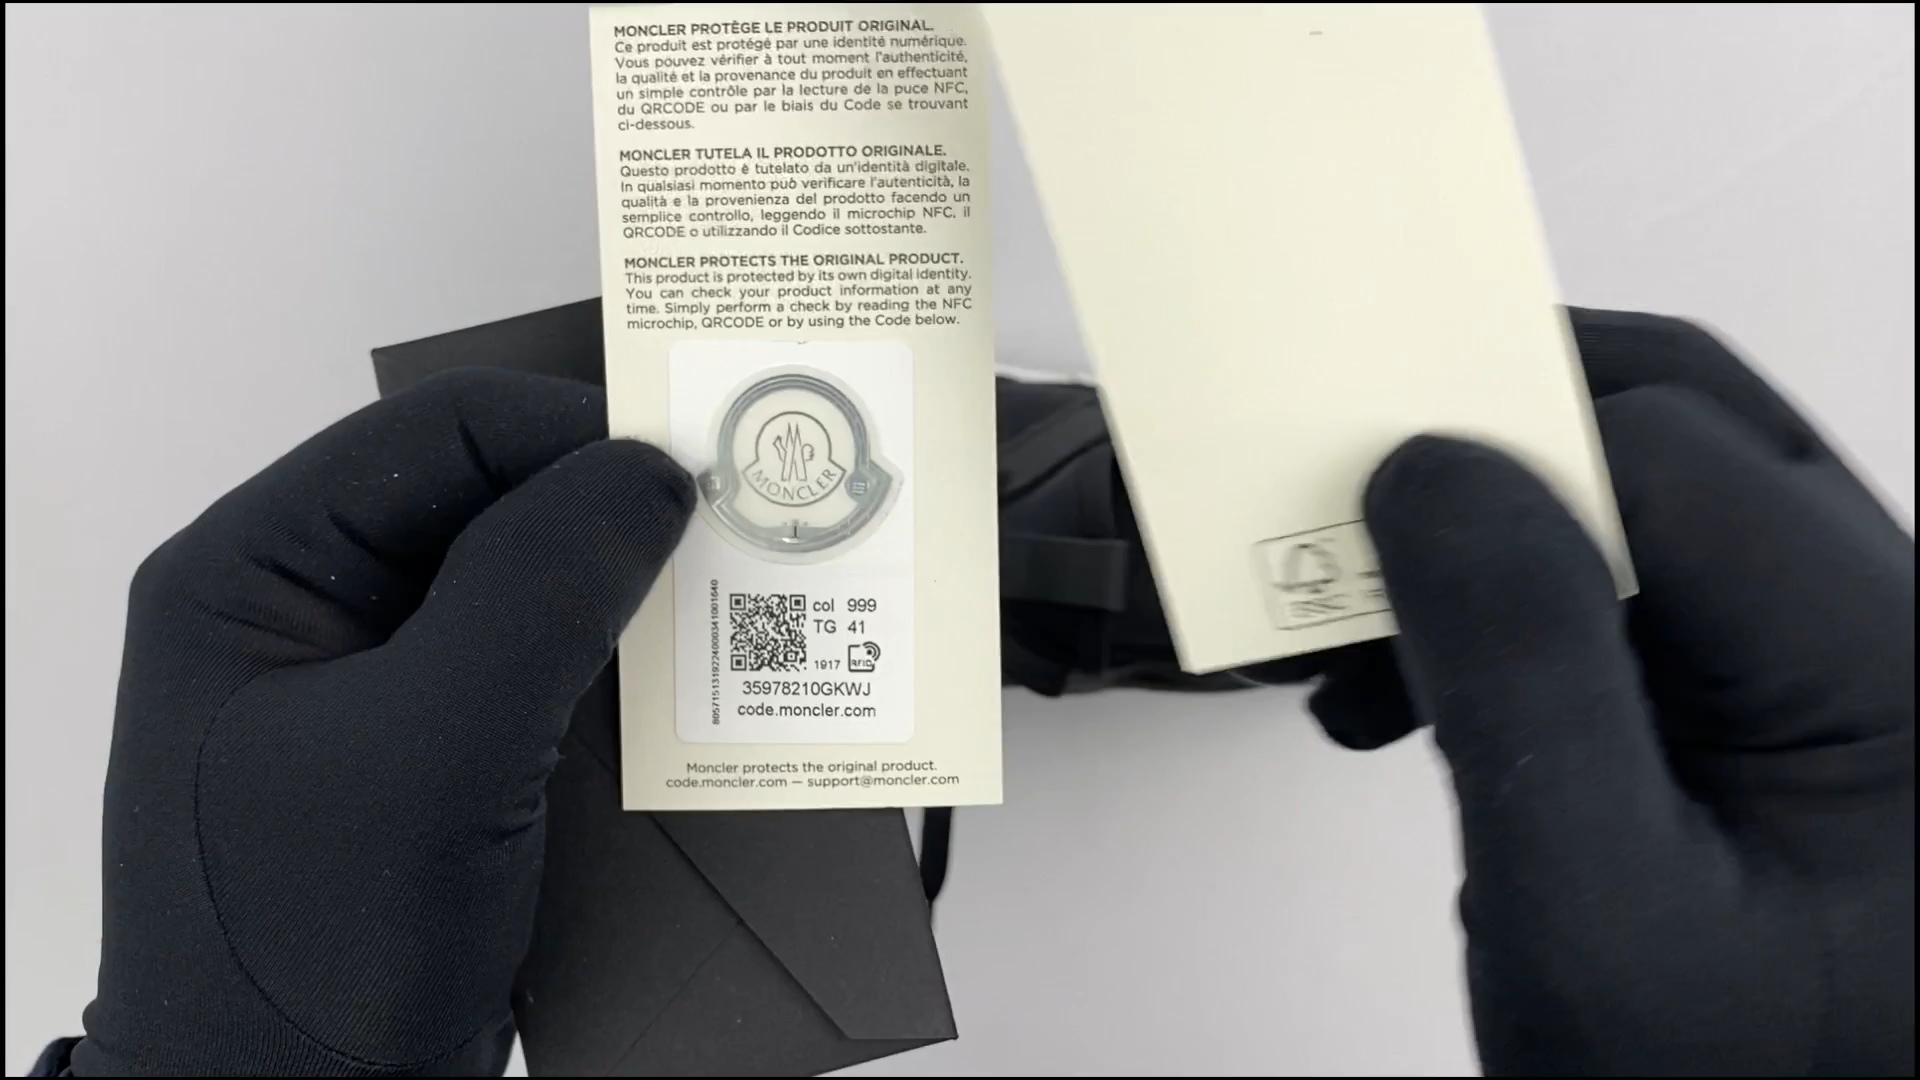 MONCLER PROTÈGE LE PRODUIT ORIGINAL.
Ce produit est protégé par une identité numérique.
Vous pouvez vérifier à tout moment l'authenticité,
la qualité et la provenance du produit en effectuant
un simple contrôle par la lecture de la puce NFC,
du QRCODE ou par le biais du Code se trouvant
ci-dessous.
MONCLER TUTELA IL PRODOTTO ORIGINALE.
Questo prodotto è tutelato da un'identità digitale.
In qualsiasi momento può verificare l'autenticità, la
qualità e la provenienza del prodotto facendo un
semplice controllo, leggendo il microchip NFC, il
QRCODE o utilizzando il Codice sottostante.
MONCLER PROTECTS THE ORIGINAL PRODUCT.
This product is protected by its own digital identity.
You can check your product information at any
time. Simply perform a check by reading the NFC
microchip, QRCODE or by using the Code below.
MONCLER
col 999
TG 41
1917 RFID
35978210GKWJ
code.moncler.com
Moncler protects the original product.
code.moncler.com — support@moncler.com